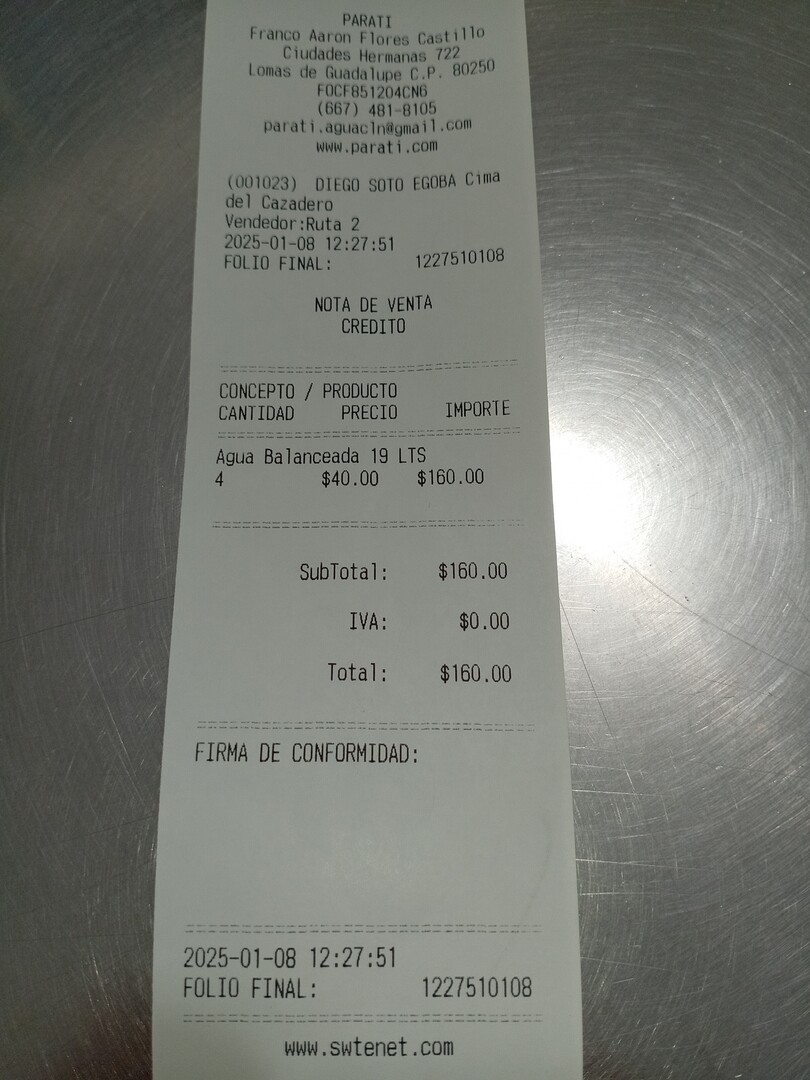 PARATI
Franco Aaron Flores Castillo
Ciudades Hermanas 722
Lomas de Guadalupe C.P. 80250
FOCF851204CN6
(667) 481-8105
parati.aguacln@gmail.com
www.parati.com
(001023) DIEGO SOTO EGOBA Cima
del Cazadero
Vendedor:Ruta 2
2025-01-08 12:27:51
FOLIO FINAL: 1227510108
NOTA DE VENTA
CREDITO
CONCEPTO / PRODUCTO
CANTIDAD PRECIO IMPORTE
Agua Balanceada 19 LTS
4 $40.00 $160.00
SubTotal: $160.00
IVA: $0.00
Total: $160.00
FIRMA DE CONFORMIDAD:
2025-01-08 12:27:51
FOLIO FINAL: 1227510108
www.swtenet.com